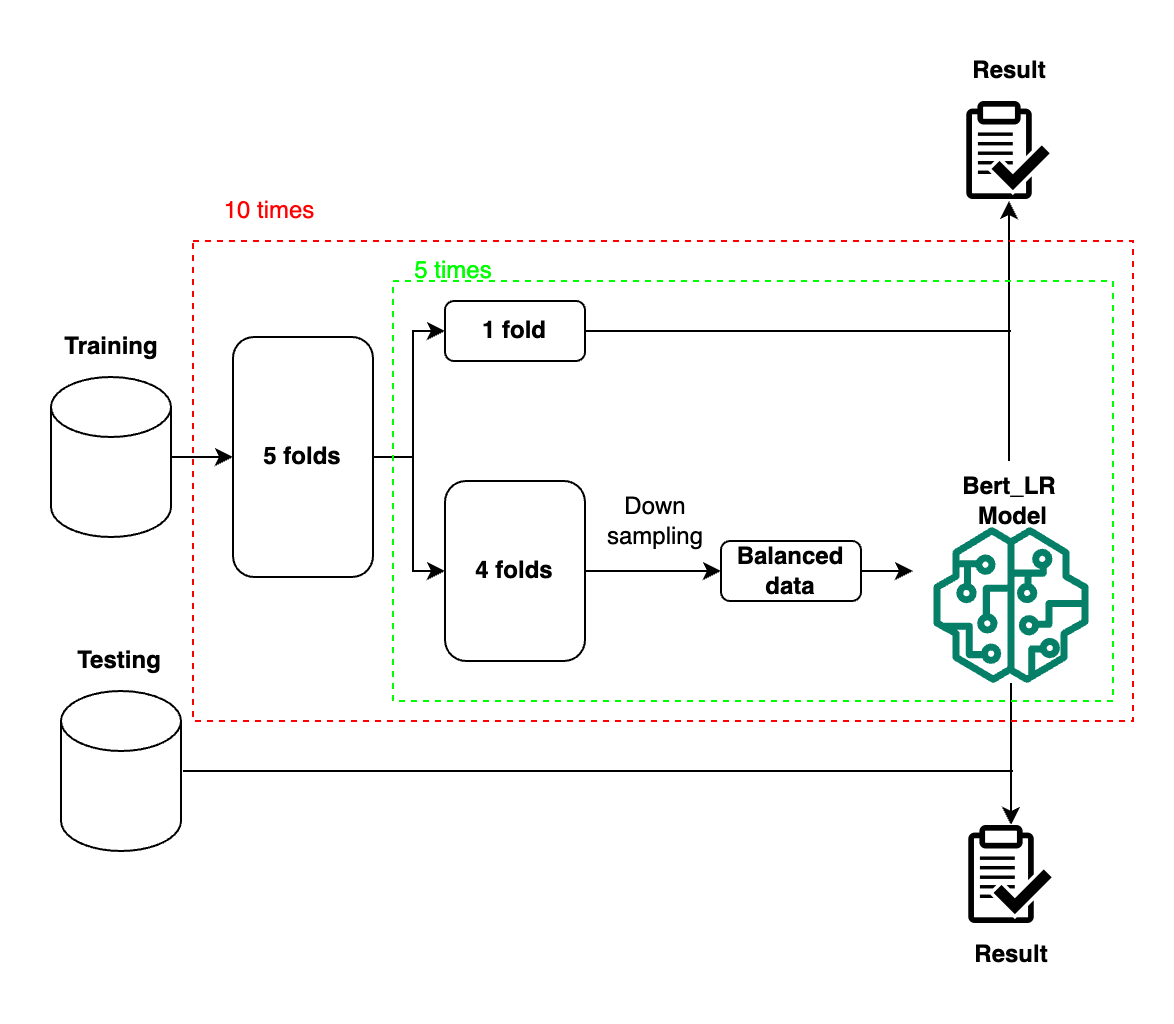 Result
10 times
5 times
1 fold
Training
5 folds
Bert_LR
Model
Down
sampling
4 folds
Balanced
data
Testing
Result